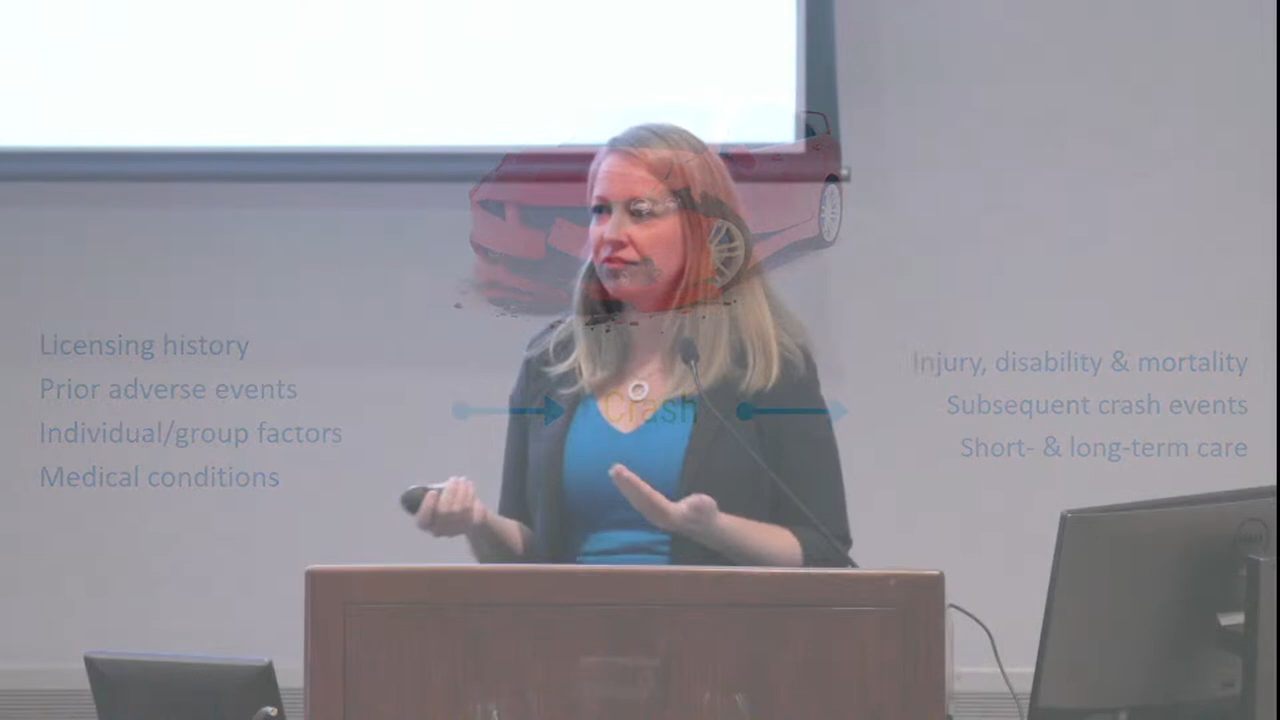 Licensing history
Prior adverse events
Individual/group factors
Medical conditions
Crash
Injury, disability & mortality
Subsequent crash events
Short- & long-term care
DELL